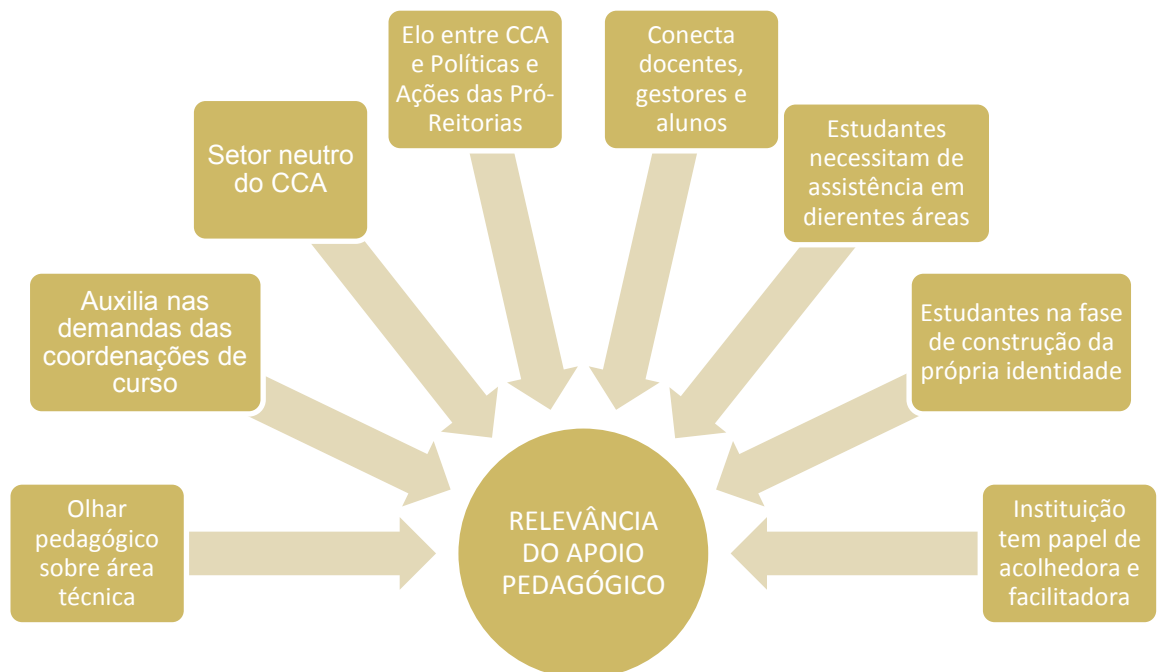 Olhar
pedagógico
sobre área
técnica
Auxilia nas
demandas das
coordenações de
curso
Setor neutro
do CCA
Elo entre CCA
e Políticas e
Ações das Pró-
Reitorias
Conecta
docentes,
gestores e
alunos
Estudantes
necessitam de
assistência em
dierentes áreas
Estudantes na fase
de construção da
própria identidade
Instituição
tem papel de
acolhedora e
facilitadora
RELEVÂNCIA
DO APOIO
PEDAGÓGICO